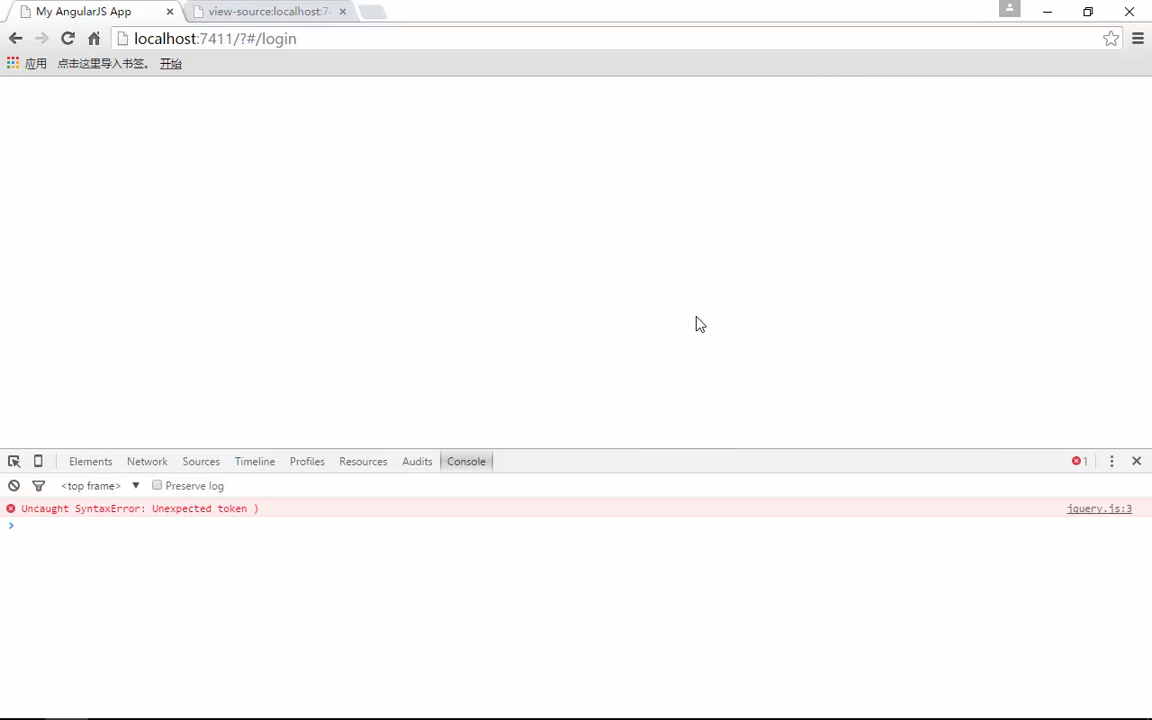 My AngularJS App
view-source:localhost:7
localhost:7411/?#/login
应用 点击这里导入书签。 开始
Elements Network Sources Timeline Profiles Resources Audits Console 1
<top frame> Preserve log
Uncaught SyntaxError: Unexpected token ) jquery.js:3